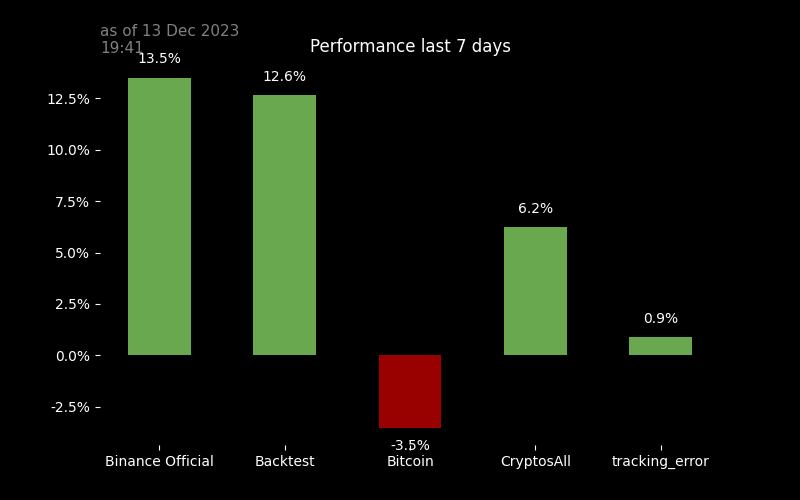 as of 13 Dec 2023
19:41
Performance last 7 days
13.5%
12.6%
-3.5%
6.2%
0.9%
12.5%
10.0%
7.5%
5.0%
2.5%
0.0%
-2.5%
Binance Official
Backtest
Bitcoin
CryptosAll
tracking_error